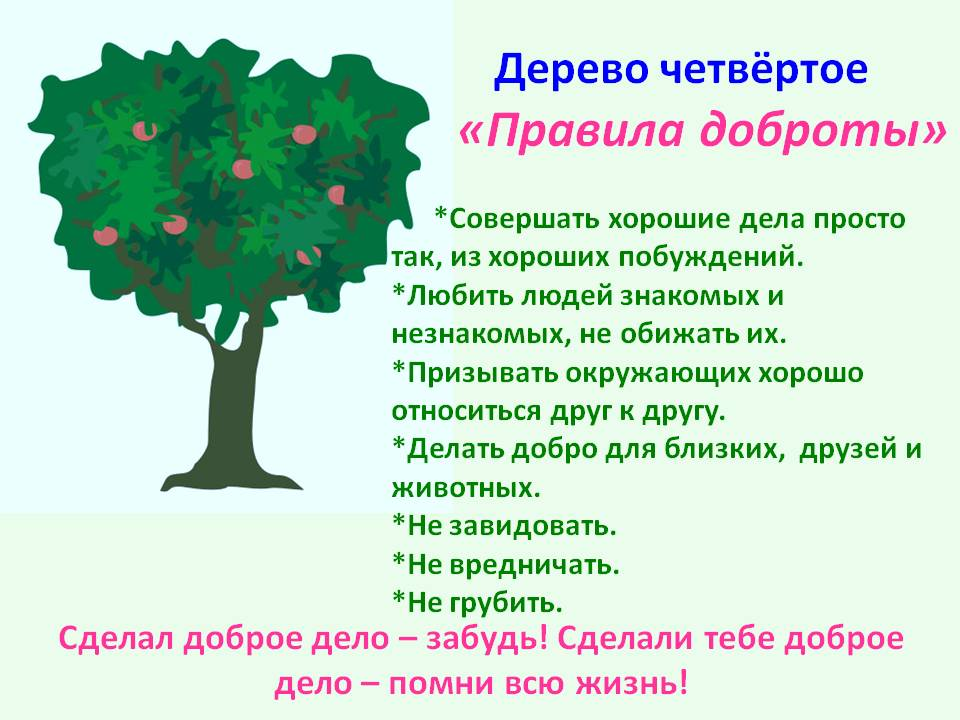 Дерево четвёртое
«Правила доброты»
*Совершать хорошие дела просто
так, из хороших побуждений.
*Любить людей знакомых и
незнакомых, не обижать их.
*Призывать окружающих хорошо
относиться друг к другу.
*Делать добро для близких,  друзей и
животных.
*Не завидовать.
*Не вредничать.
*Не грубить.
Сделал доброе дело – забудь! Сделали тебе доброе
дело – помни всю жизнь!